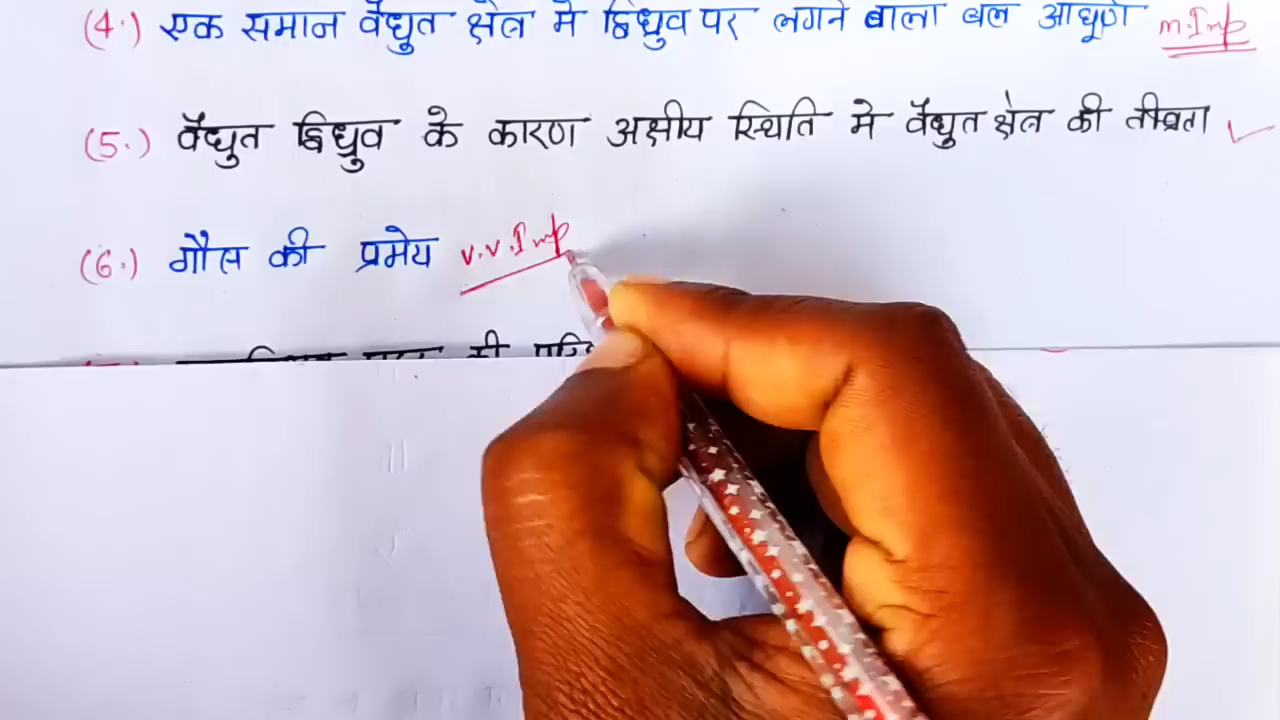 (4.) एक समान वैद्युत क्षेत्र मे द्विध्रुव पर लगने बाला बल आघूर्ण m.Imp
(5.) वैद्युत द्विध्रुव के कारण अक्षीय स्थिति मे वैद्युत क्षेत्र की तीव्रता
(6.) गौस की प्रमेय v.v.Imp
की